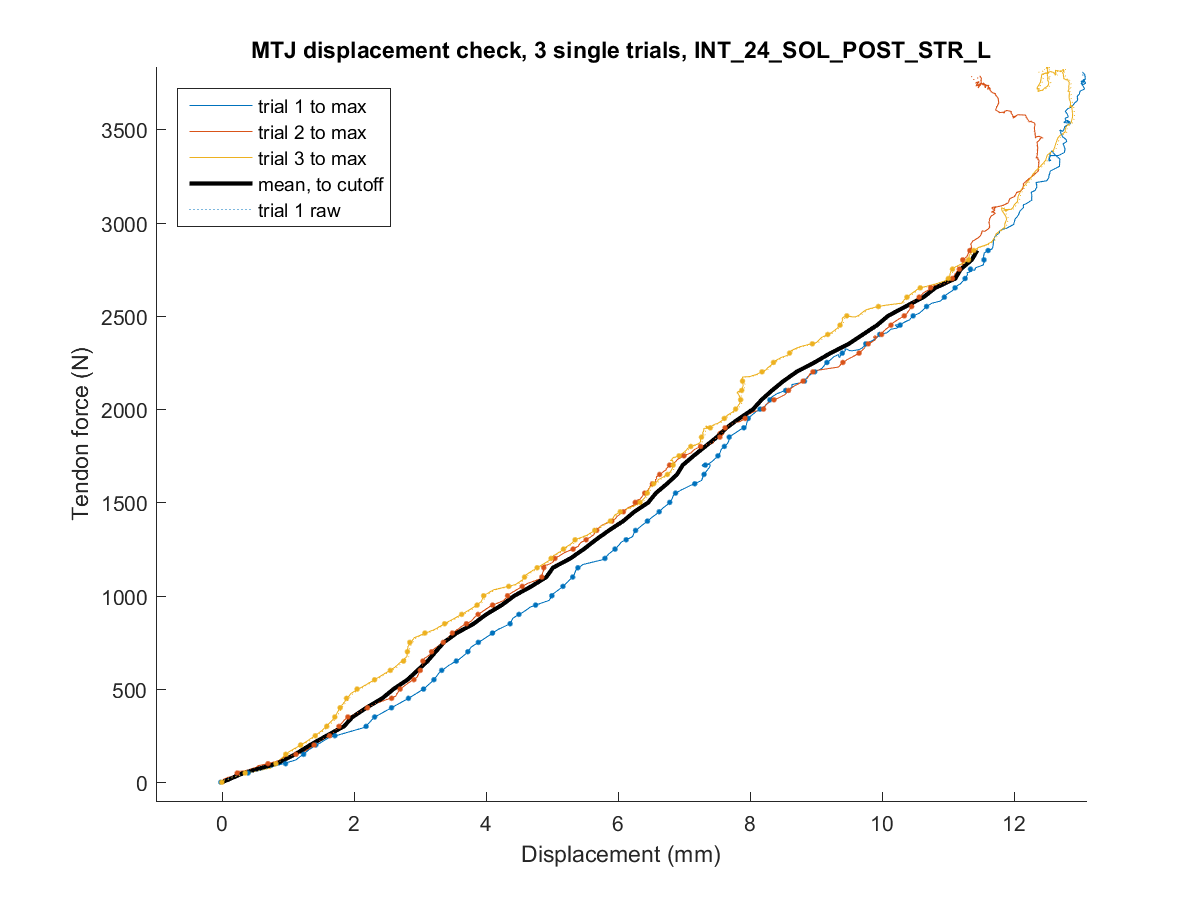 MTJ displacement check, 3 single trials, INT_24_SOL_POST_STR_L
trial 1 to max
trial 2 to max
trial 3 to max
mean, to cutoff
trial 1 raw
3500
3000
2500
2000
1500
1000
500
0
Tendon force (N)
0 2 4 6 8 10 12
Displacement (mm)